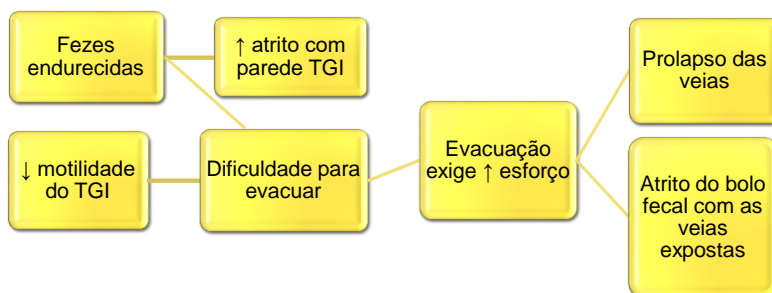 Fezes
endurecidas
↑ atrito com
parede TGI
↓ motilidade
do TGI
Dificuldade para
evacuar
Evacuação
exige ↑ esforço
Prolapso das
veias
Atrito do bolo
fecal com as
veias
expostas